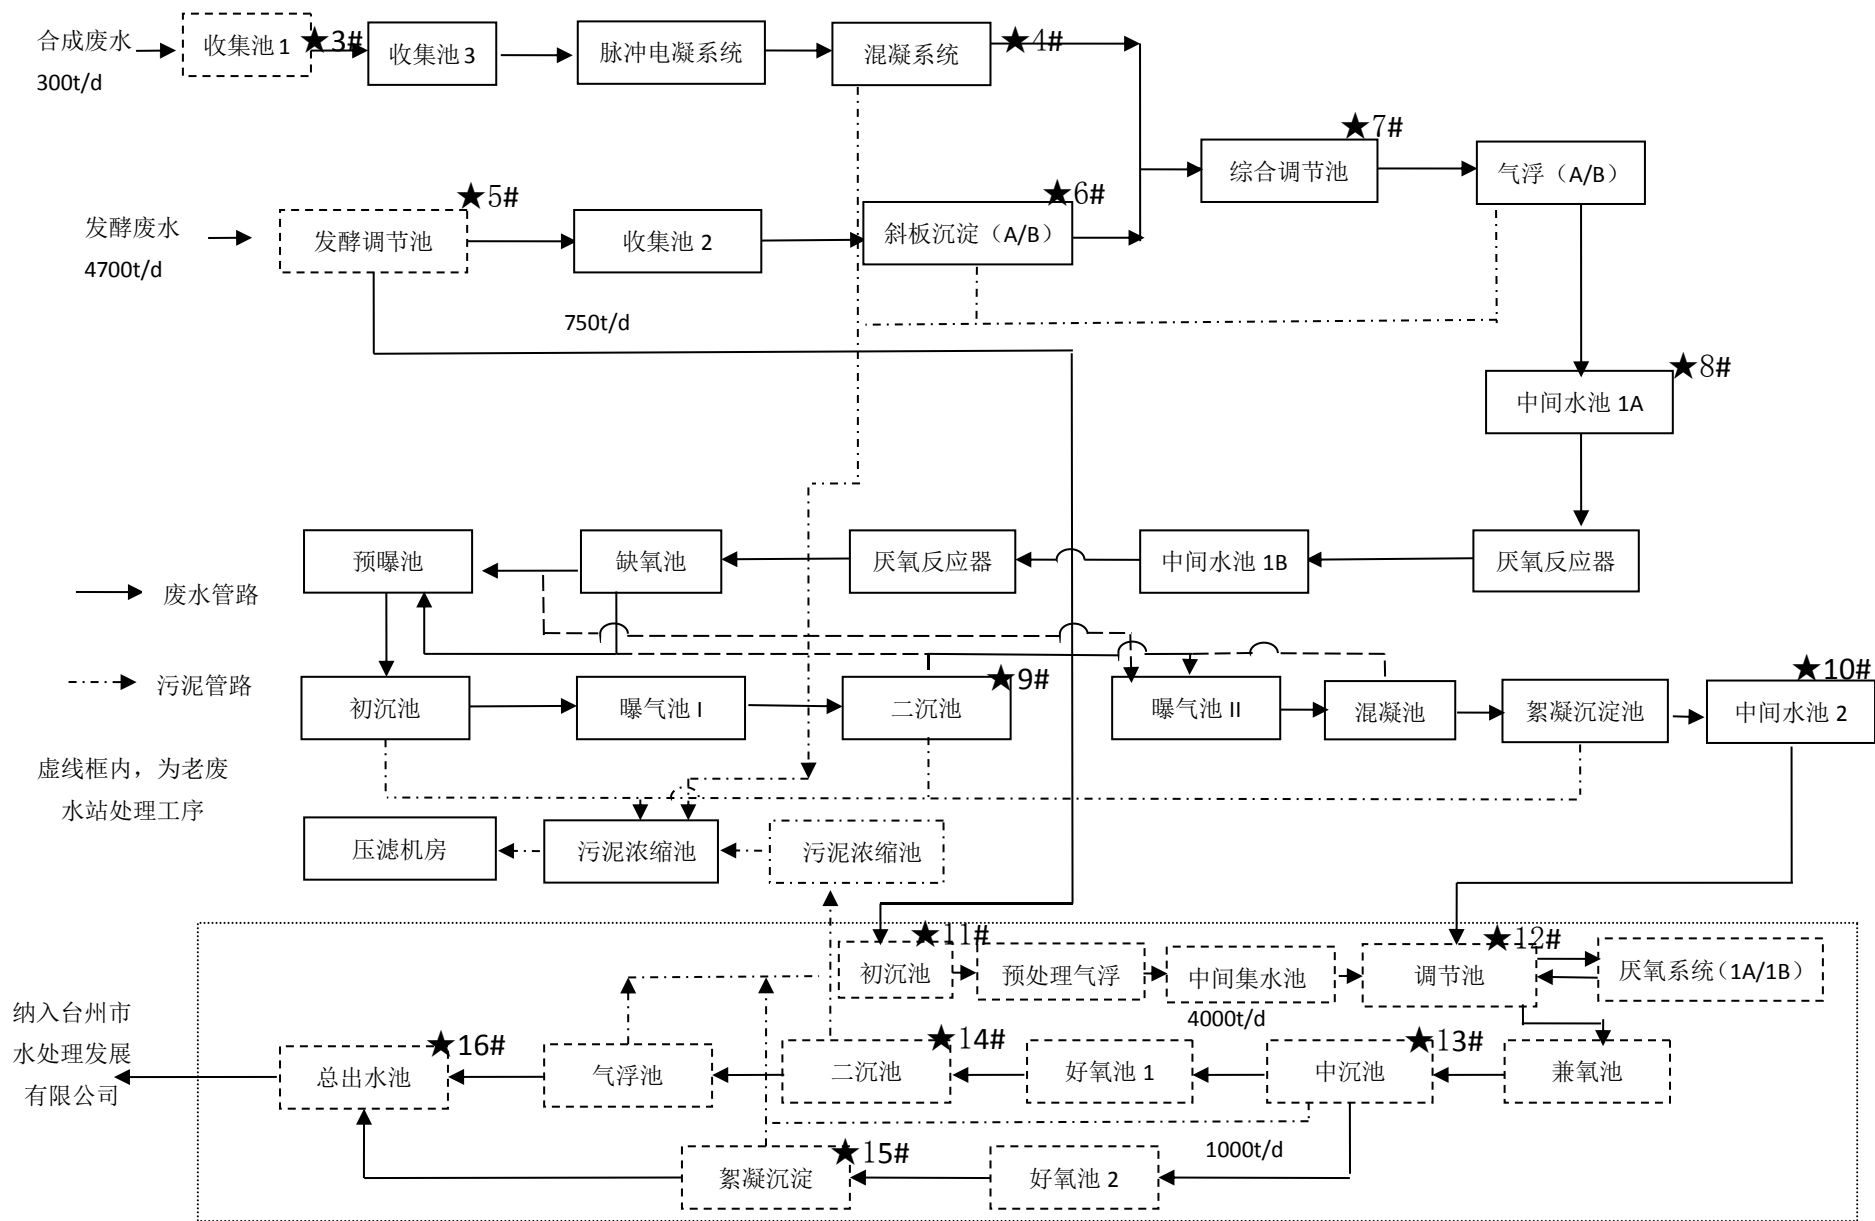 合成废水
300t/d
收集池 1
★3#
收集池 3
脉冲电凝系统
混凝系统
★4#
★7#
综合调节池
气浮（A/B）
发酵废水
4700t/d
★5#
发酵调节池
收集池 2
★6#
斜板沉淀（A/B）
750t/d
★8#
中间水池 1A
预曝池
缺氧池
厌氧反应器
中间水池 1B
厌氧反应器
废水管路
污泥管路
初沉池
曝气池 I
★9#
二沉池
曝气池 II
混凝池
絮凝沉淀池
★10#
中间水池 2
虚线框内，为老废
水站处理工序
压滤机房
污泥浓缩池
污泥浓缩池
★11#
初沉池
预处理气浮
中间集水池
★12#
调节池
厌氧系统（1A/1B）
4000t/d
纳入台州市
水处理发展
有限公司
★16#
总出水池
气浮池
★14#
二沉池
好氧池 1
★13#
中沉池
兼氧池
★15#
絮凝沉淀
好氧池 2
1000t/d